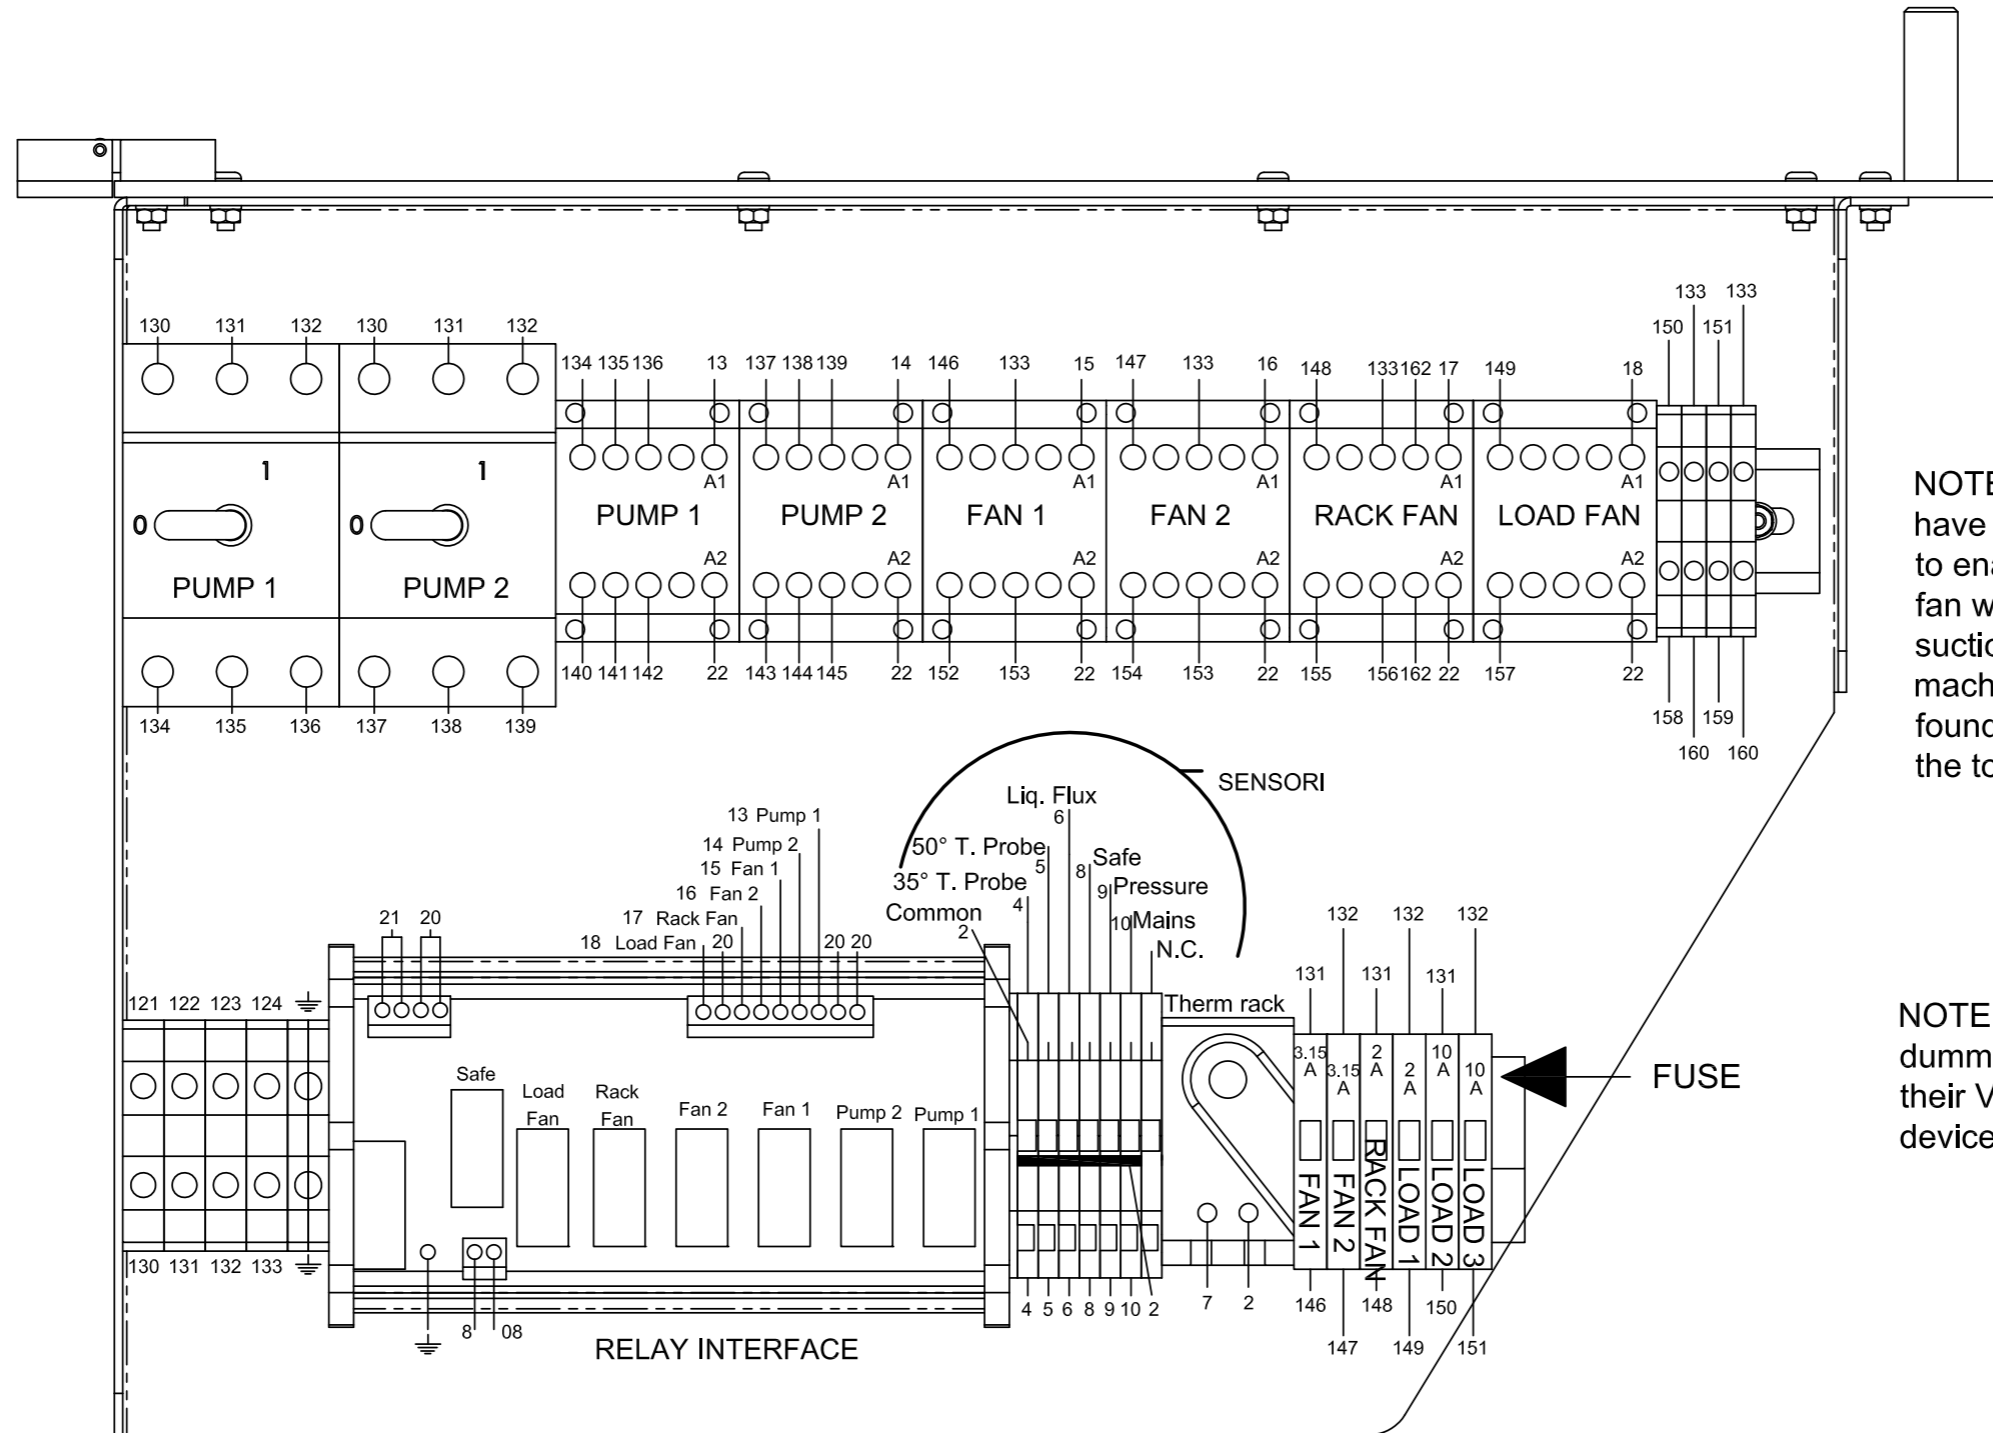 133 133
150 151
130 131 132 130 131 132
134 135 136 13 137 138 139 14 146 133 15 147 133 16 148 133 162 17 149 18
A1 A1 A1 A1 A1 A1
1 1
0 0
PUMP 1 PUMP 2 FAN 1 FAN 2 RACK FAN LOAD FAN
A2 A2 A2 A2 A2 A2
PUMP 1 PUMP 2
140 141 142 22 143 144 145 22 152 153 22 154 153 22 155 156 162 22 157 22
134 135 136 137 138 139
158 159
160 160
NOTE
have
to ena
fan w
suctio
mach
found
the to
SENSORI
Liq. Flux
6
13 Pump 1
14 Pump 2
50° T. Probe
5
8 Safe
15 Fan 1
35° T. Probe
4
9 Pressure
16 Fan 2
Common
2
10 Mains
17 Rack Fan
N.C.
18 Load Fan 20 20 20
21 20
132 132 132
131 131 131
121 122 123 124
Therm rack
3.15 A
3.15 A
2 A
2 A
10 A
10 A
FUSE
NOTE
dumm
their V
device
Safe
Load Fan
Rack Fan
Fan 2
Fan 1
Pump 2
Pump 1
FAN 1
FAN 2
RACK FAN
LOAD 1
LOAD 2
LOAD 3
130 131 132 133
8 08
4 5 6 8 9 10 2
7 2
146 148 150
147 149 151
RELAY INTERFACE